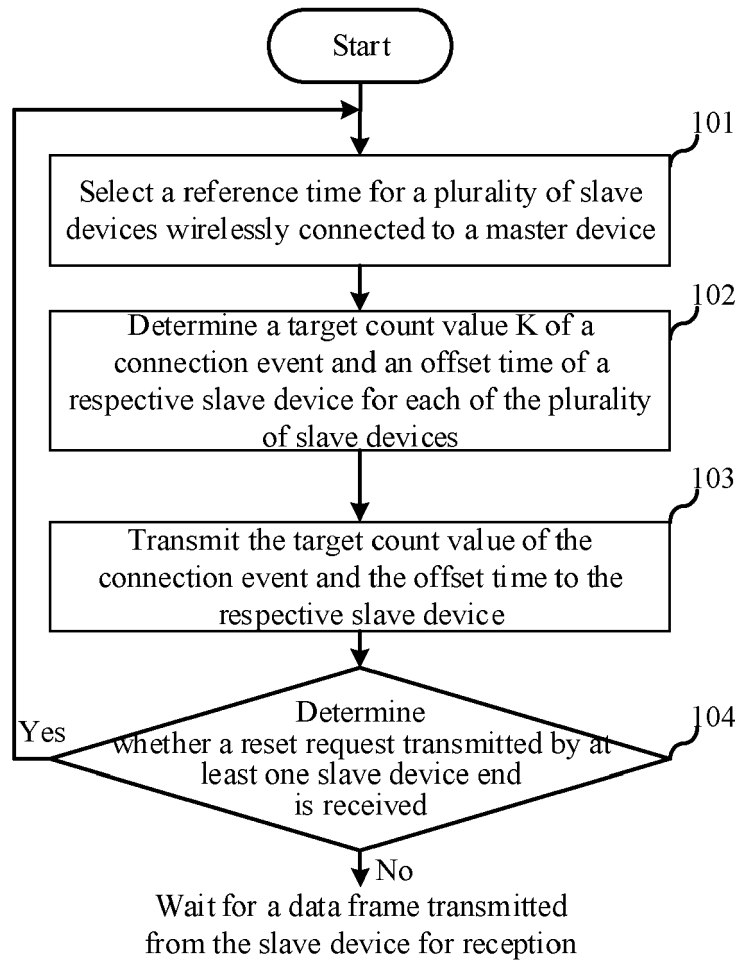 Start
101
Select a reference time for a plurality of slave
devices wirelessly connected to a master device
102
Determine a target count value K of a
connection event and an offset time of a
respective slave device for each of the plurality
of slave devices
103
Transmit the target count value of the
connection event and the offset time to the
respective slave device
104
Yes
Determine
whether a reset request transmitted by at
least one slave device end
is received
No
Wait for a data frame transmitted
from the slave device for reception